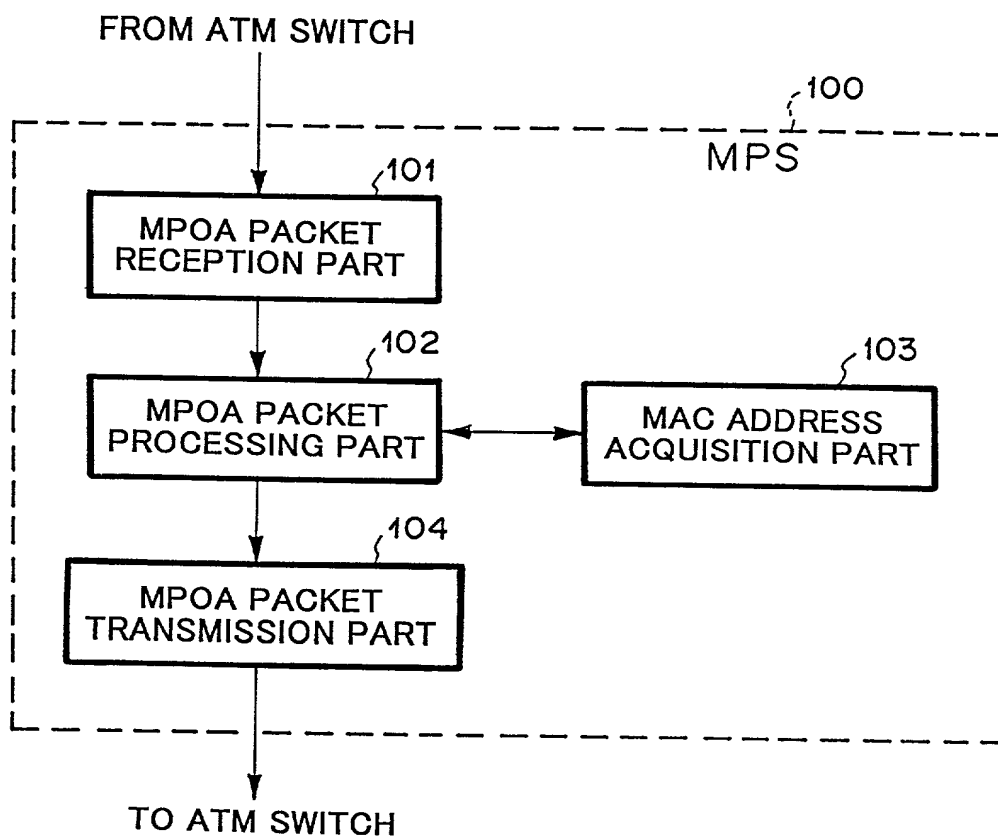 FROM ATM SWITCH
100
MPS
101
MPOA PACKET
RECEPTION PART
102
MPOA PACKET
PROCESSING PART
103
MAC ADDRESS
ACQUISITION PART
104
MPOA PACKET
TRANSMISSION PART
TO ATM SWITCH